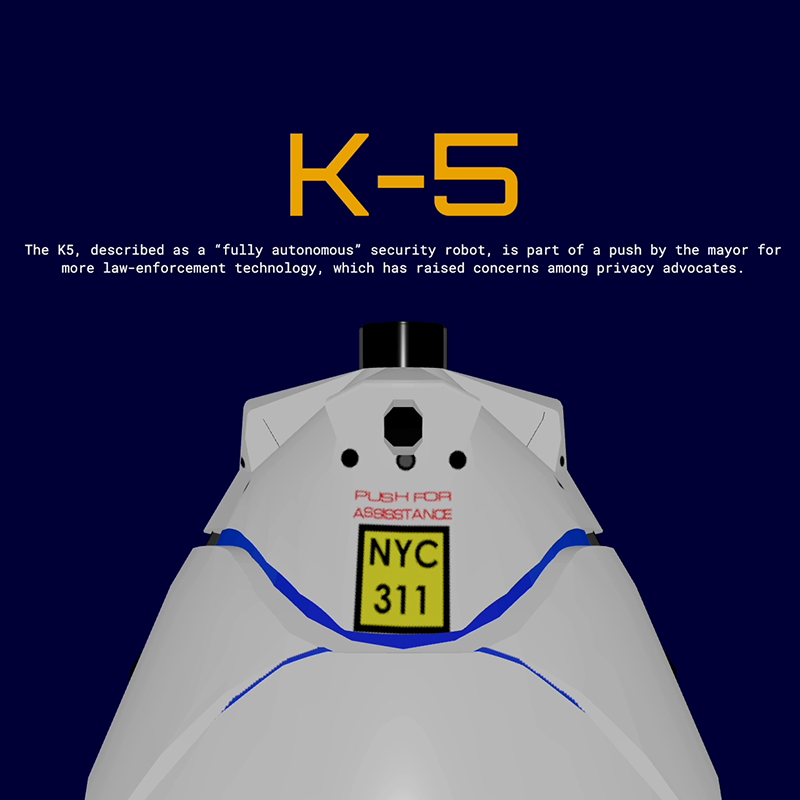 K-5
The K5, described as a “fully autonomous” security robot, is part of a push by the mayor for
more law-enforcement technology, which has raised concerns among privacy advocates.
PUSH FOR
ASSISSTANCE
NYC
311